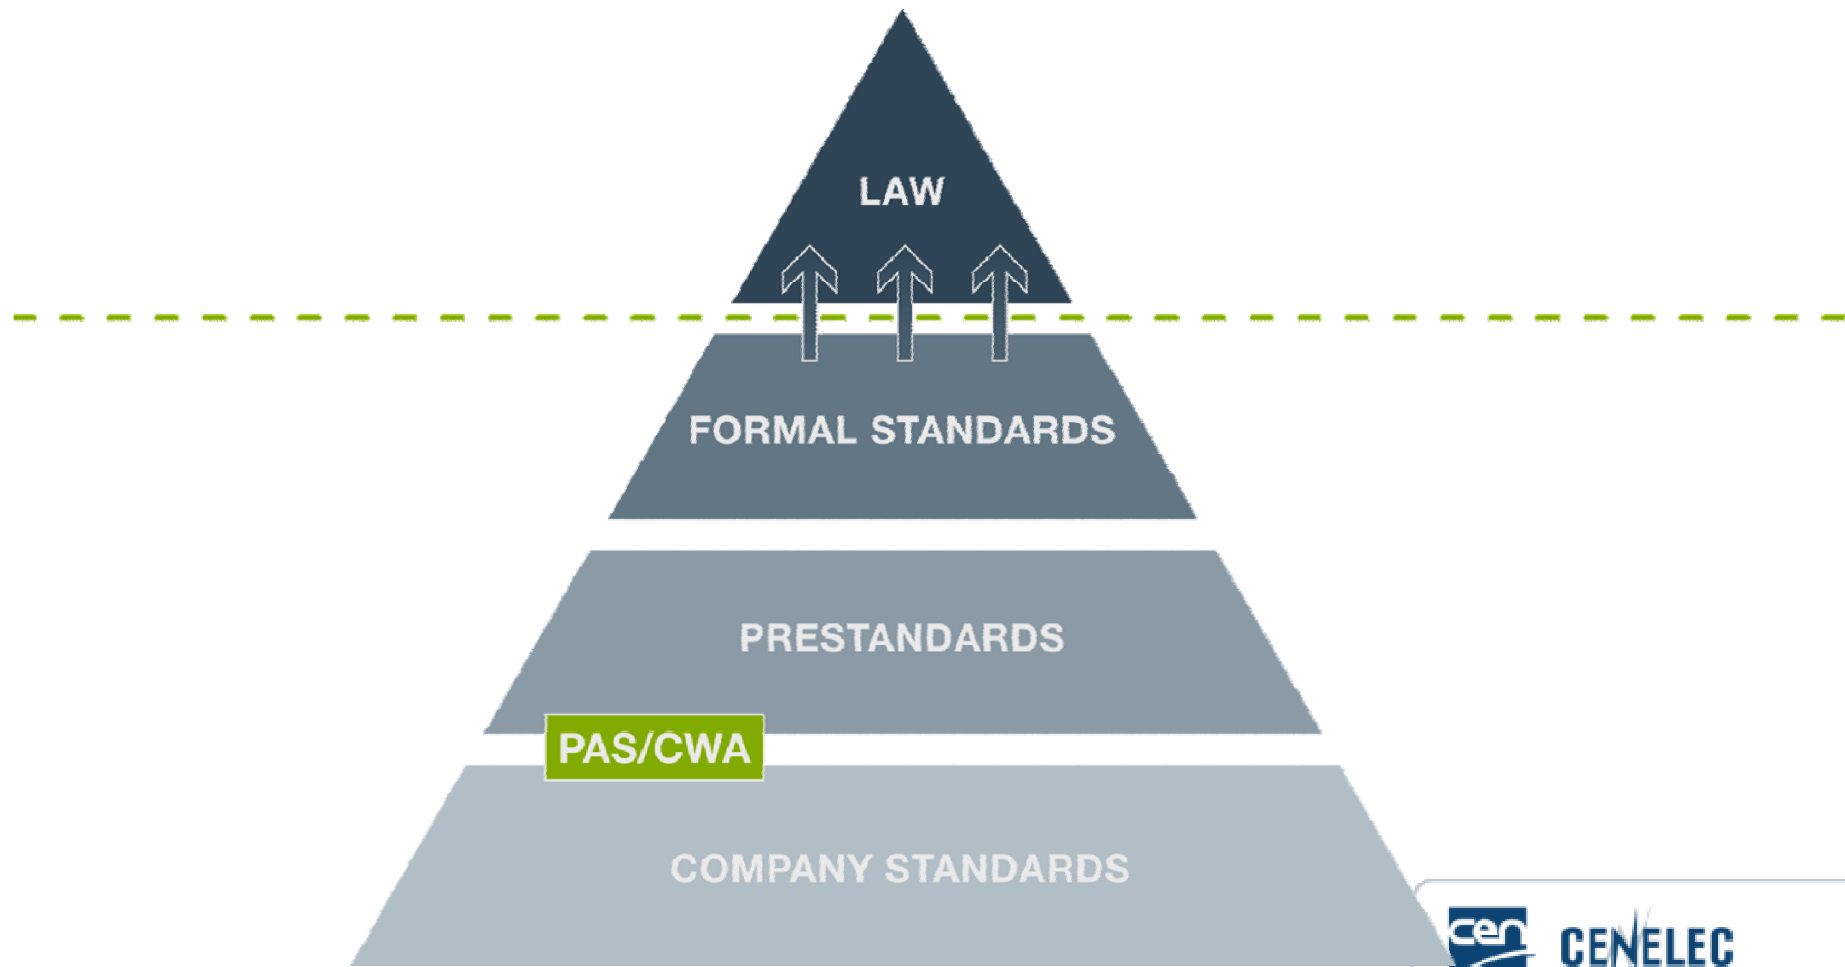 LAW
FORMAL STANDARDS
PRESTANDARDS
PAS/CWA
COMPANY STANDARDS
cen
CENELEC